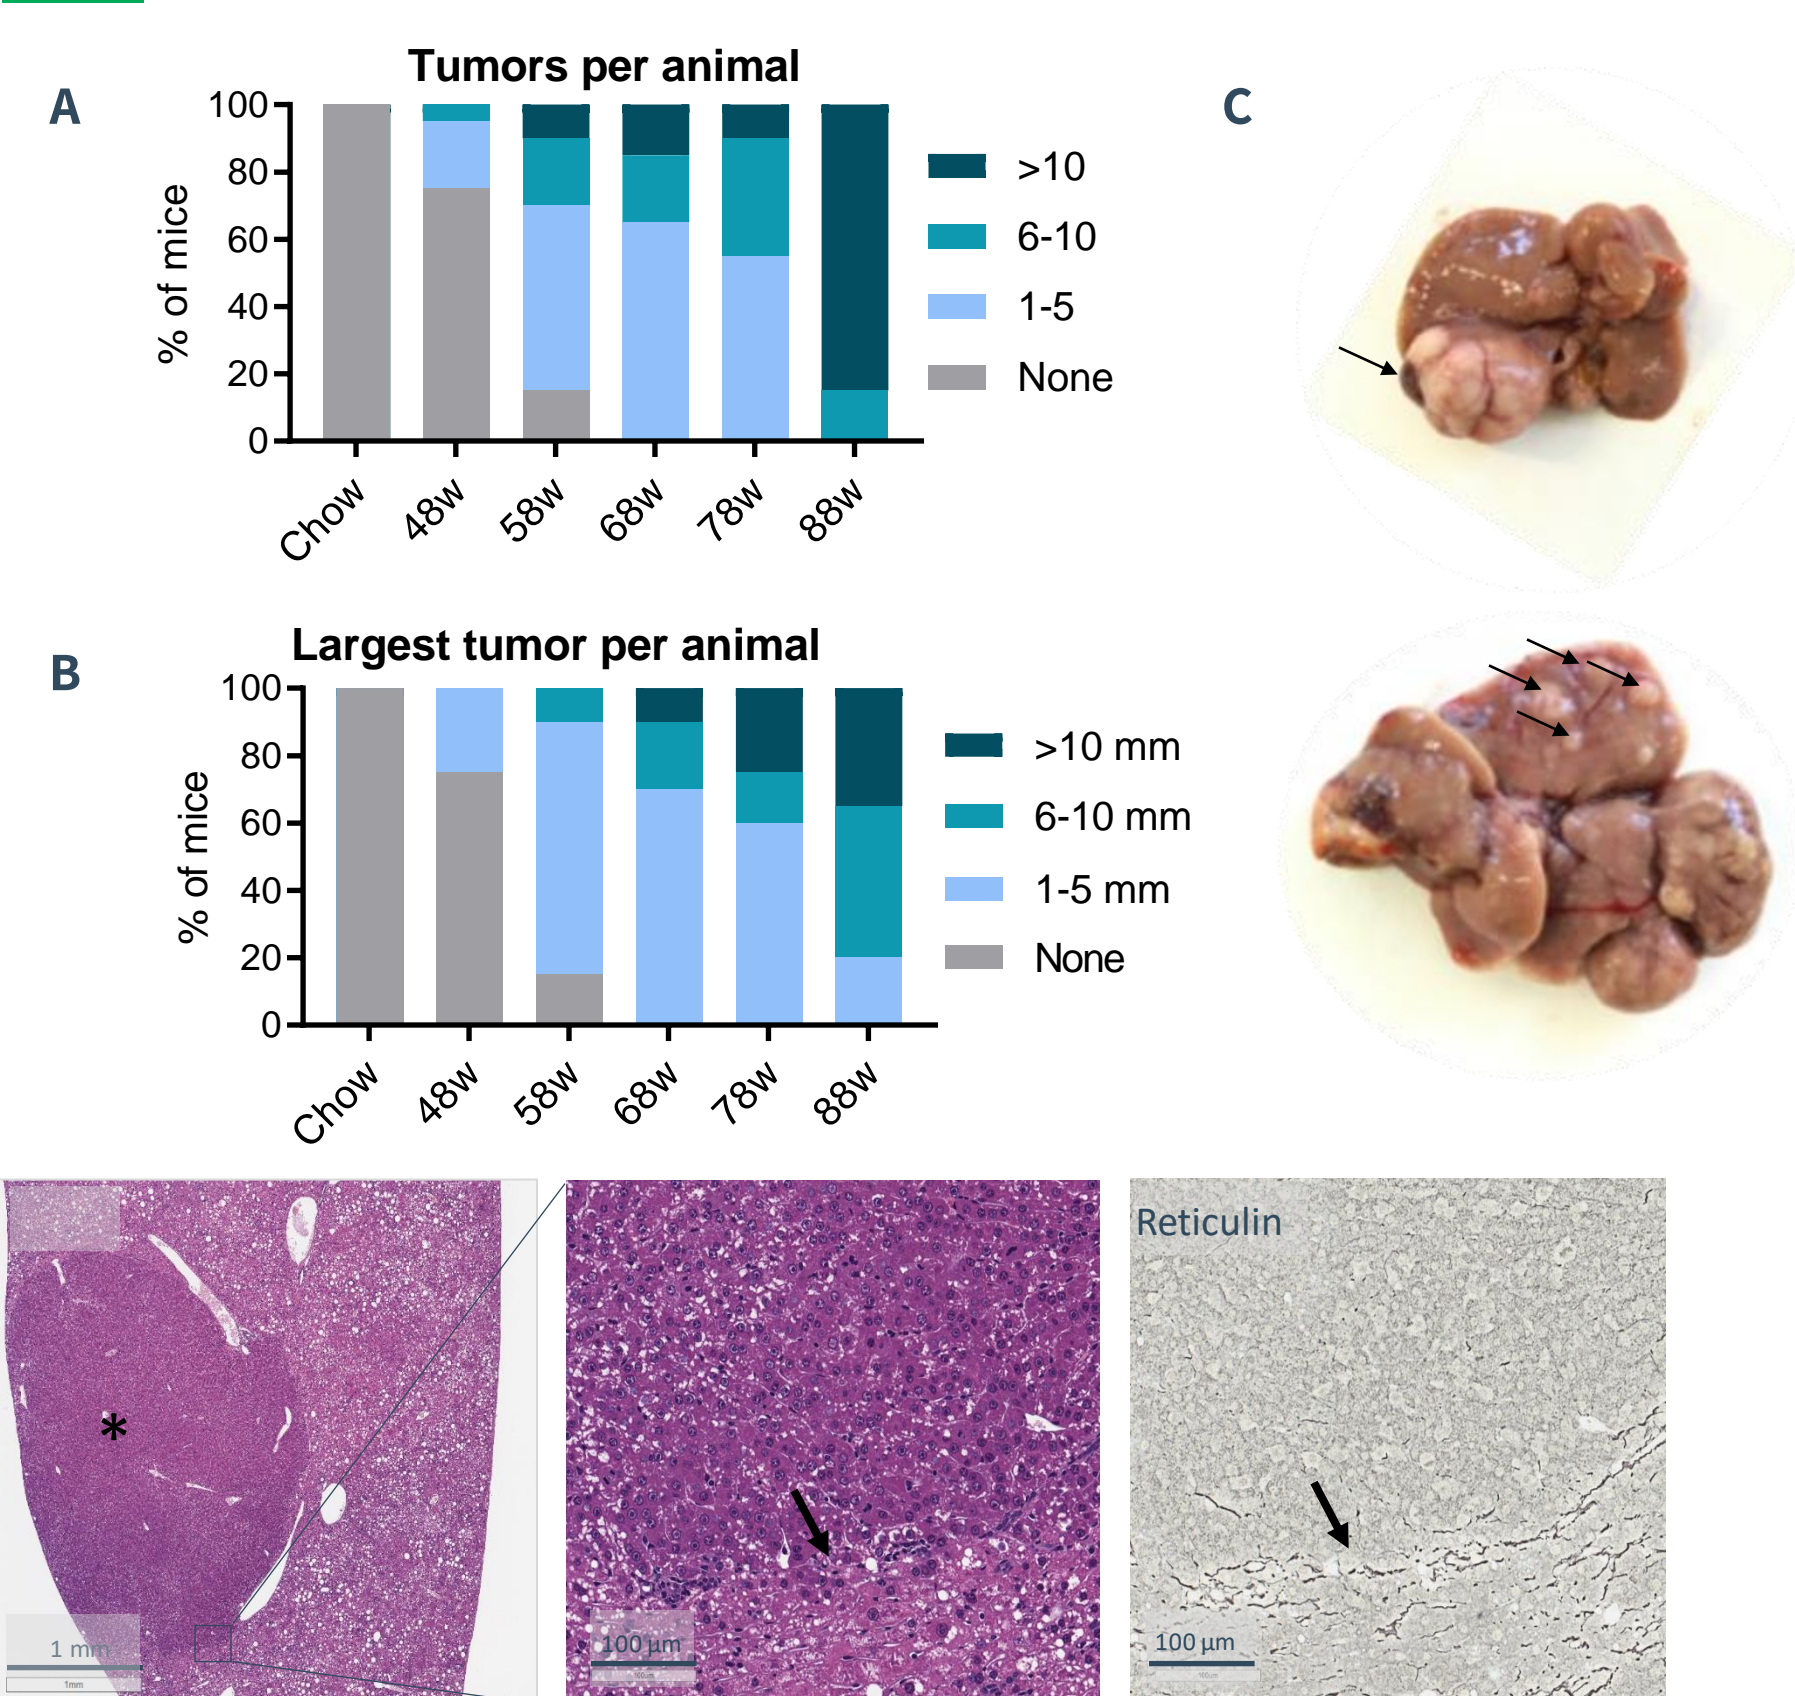 A
Tumors per animal
% of mice
100
80
60
40
20
0
Chow
48w
58w
68w
78w
88w
>10
6-10
1-5
None
C
B
Largest tumor per animal
% of mice
100
80
60
40
20
0
Chow
48w
58w
68w
78w
88w
>10 mm
6-10 mm
1-5 mm
None
*
1 mm
1mm
100 µm
100um
Reticulin
100 µm
100um